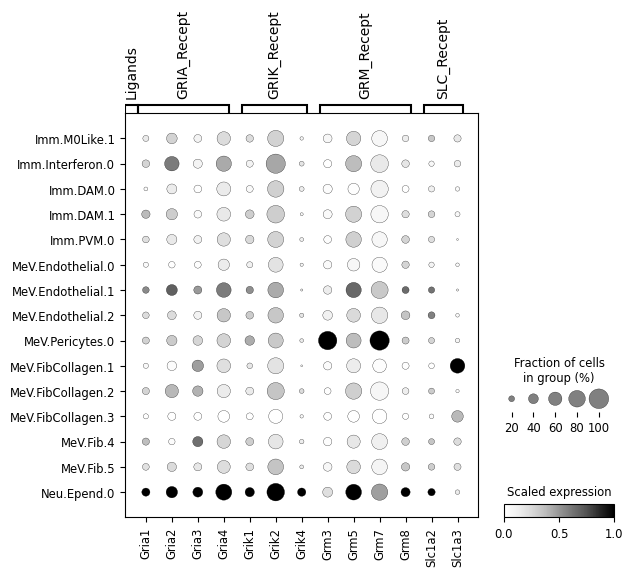 Ligands
GRIA_Recept
GRIK_Recept
GRM_Recept
SLC_Recept
Imm.M0Like.1
Imm.Interferon.0
Imm.DAM.0
Imm.DAM.1
Imm.PVM.0
MeV.Endothelial.0
MeV.Endothelial.1
MeV.Endothelial.2
MeV.Pericytes.0
MeV.FibCollagen.1
MeV.FibCollagen.2
MeV.FibCollagen.3
MeV.Fib.4
MeV.Fib.5
Neu.Epend.0
Gria1
Gria2
Gria3
Gria4
Grik1
Grik2
Grik4
Grm3
Grm5
Grm7
Grm8
Slc1a2
Slc1a3
Fraction of cells
in group (%)
20 40 60 80 100
Scaled expression
0.0 0.5 1.0